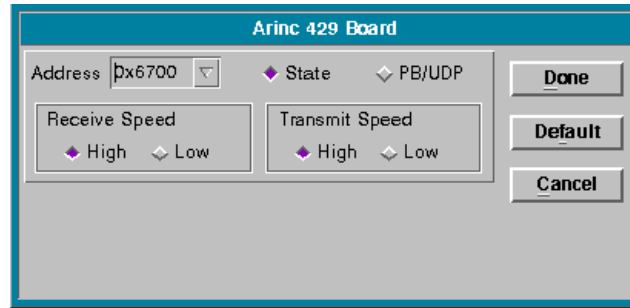 Arinc 429 Board
Address 0x6700 State PB/UDP
Receive Speed
High Low
Transmit Speed
High Low
Done
Default
Cancel